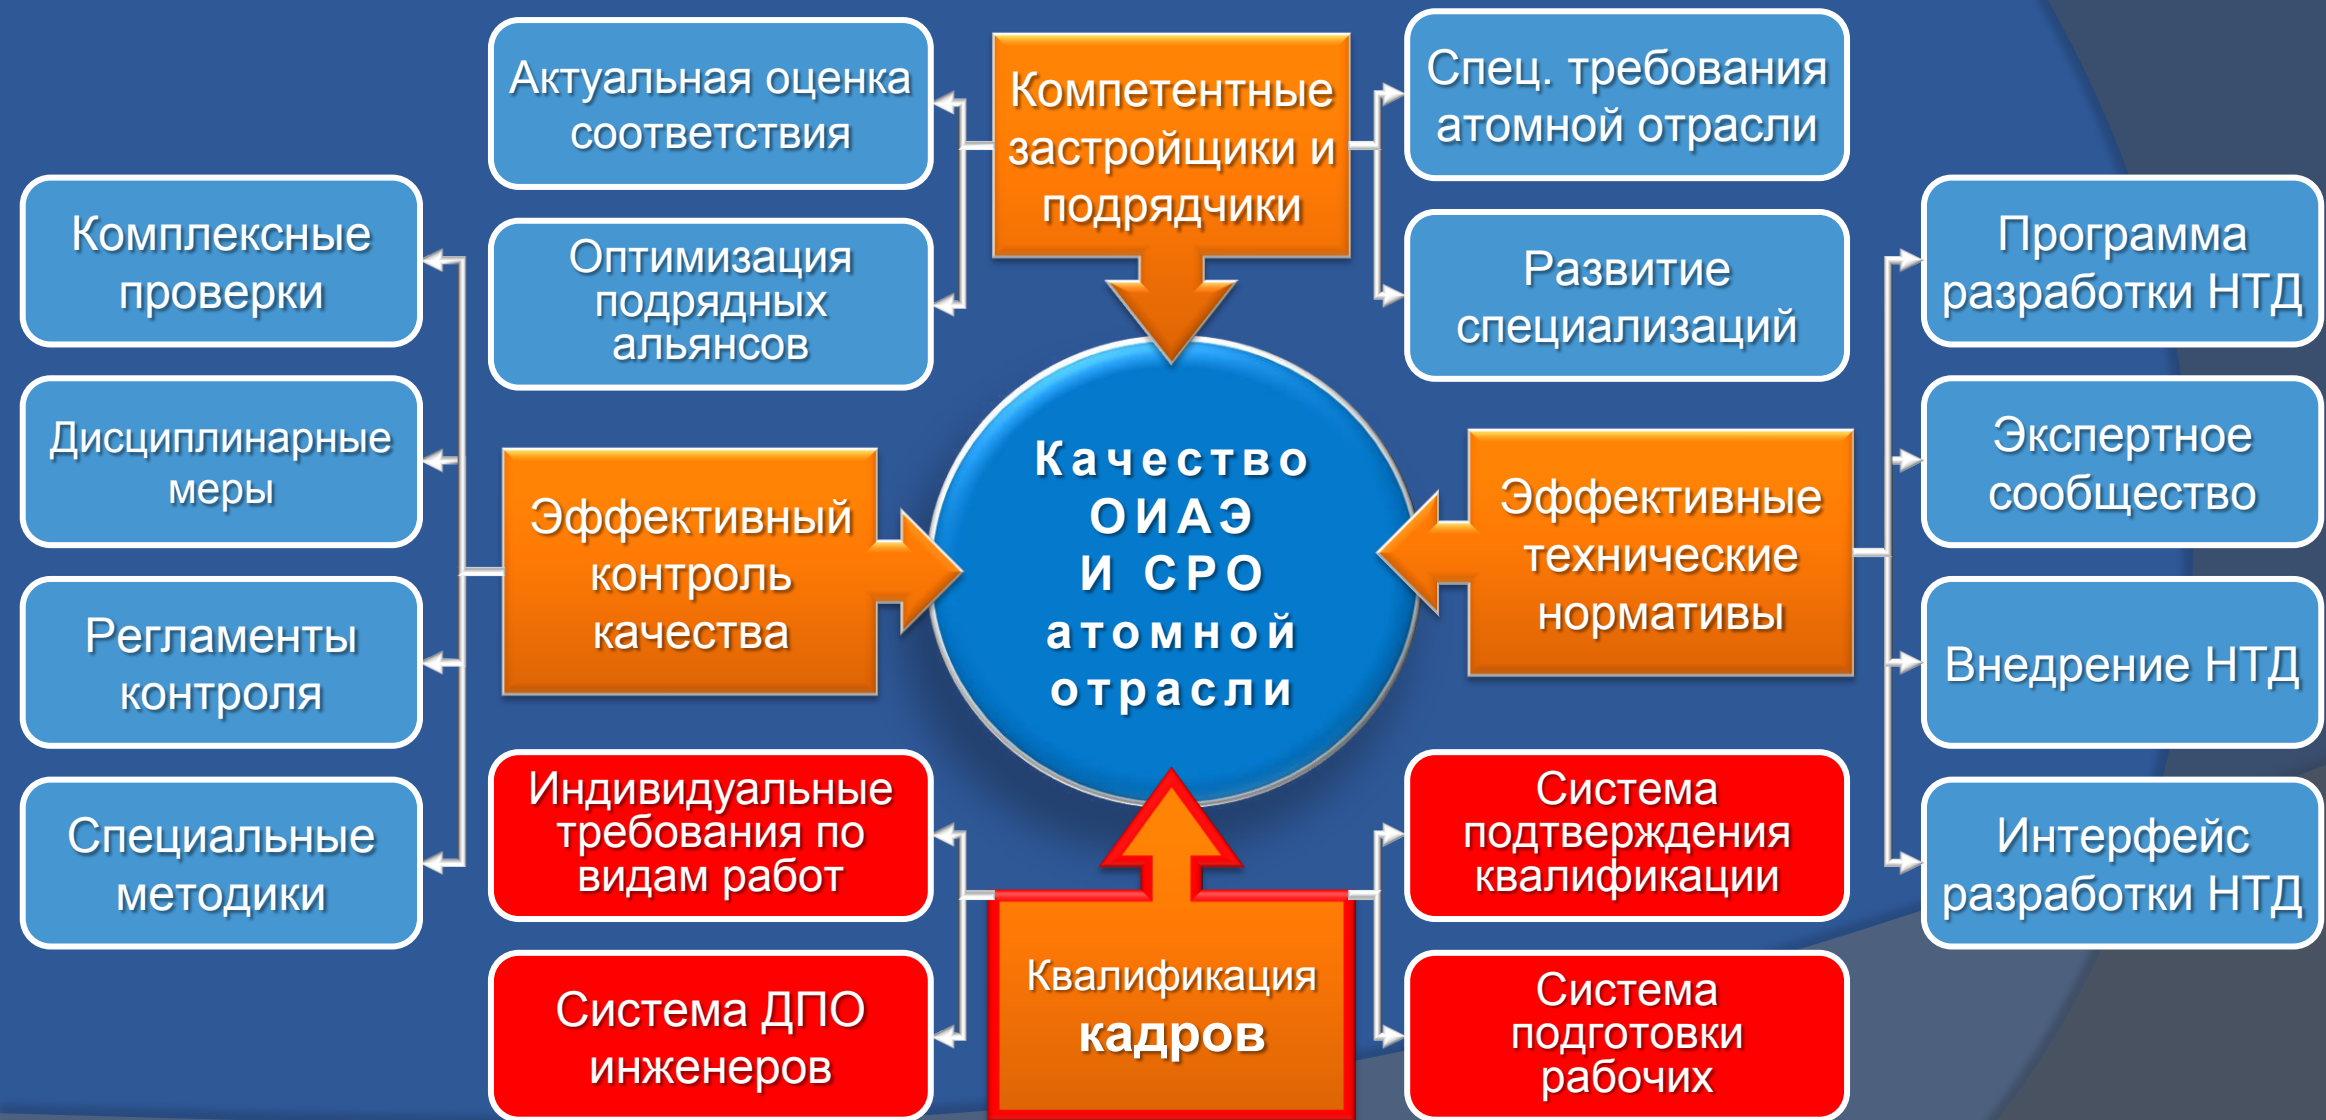 Актуальная оценка
соответствия
Оптимизация
подрядных
альянсов
Компетентные
застройщики и
подрядчики
Спец. требования
атомной отрасли
Развитие
специализаций
Комплексные
проверки
Дисциплинарные
меры
Регламенты
контроля
Специальные
методики
Эффективный
контроль
качества
Качество
ОИАЭ
И СРО
атомной
отрасли
Эффективные
технические
нормативы
Программа
разработки НТД
Экспертное
сообщество
Внедрение НТД
Интерфейс
разработки НТД
Индивидуальные
требования по
видам работ
Система ДПО
инженеров
Квалификация
кадров
Система
подтверждения
квалификации
Система
подготовки
рабочих